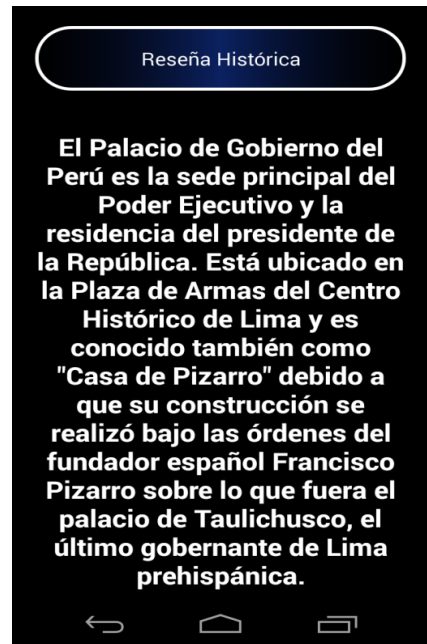 Reseña Histórica
El Palacio de Gobierno del
Perú es la sede principal del
Poder Ejecutivo y la
residencia del presidente de
la República. Está ubicado en
la Plaza de Armas del Centro
Histórico de Lima y es
conocido también como
"Casa de Pizarro" debido a
que su construcción se
realizó bajo las órdenes del
fundador español Francisco
Pizarro sobre lo que fuera el
palacio de Taulichusco, el
último gobernante de Lima
prehispánica.